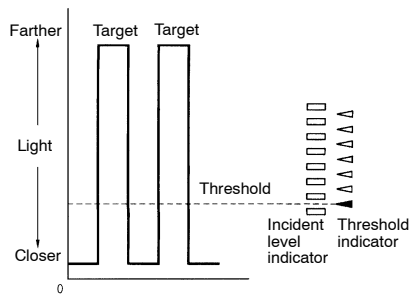 Farther
Target
Target
Light
Threshold
Closer
Incident
level
indicator
Threshold
indicator
0